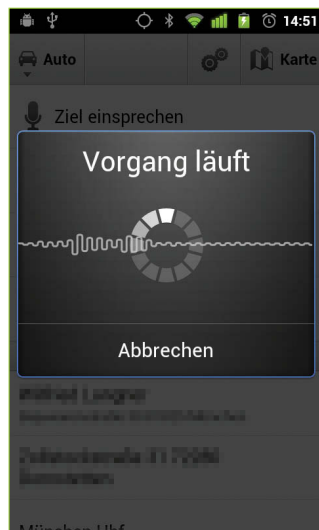 14:51
Auto
Karte
Ziel einsprechen
Vorgang läuft
Abbrechen
München Hbf